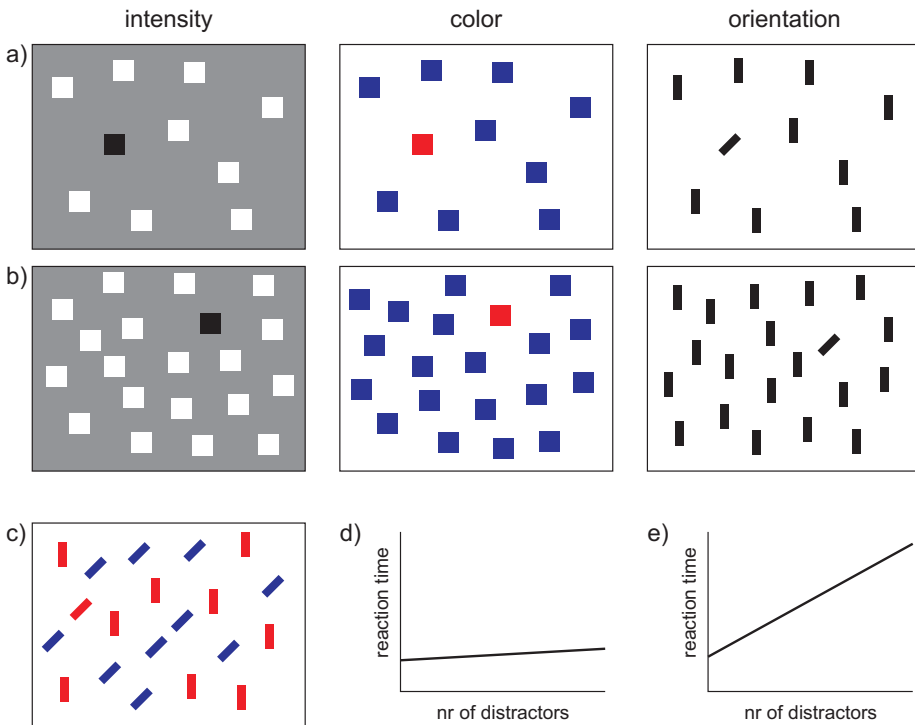 intensity color orientation
a)
b)
c)
d)
reaction time
nr of distractors
e)
reaction time
nr of distractors